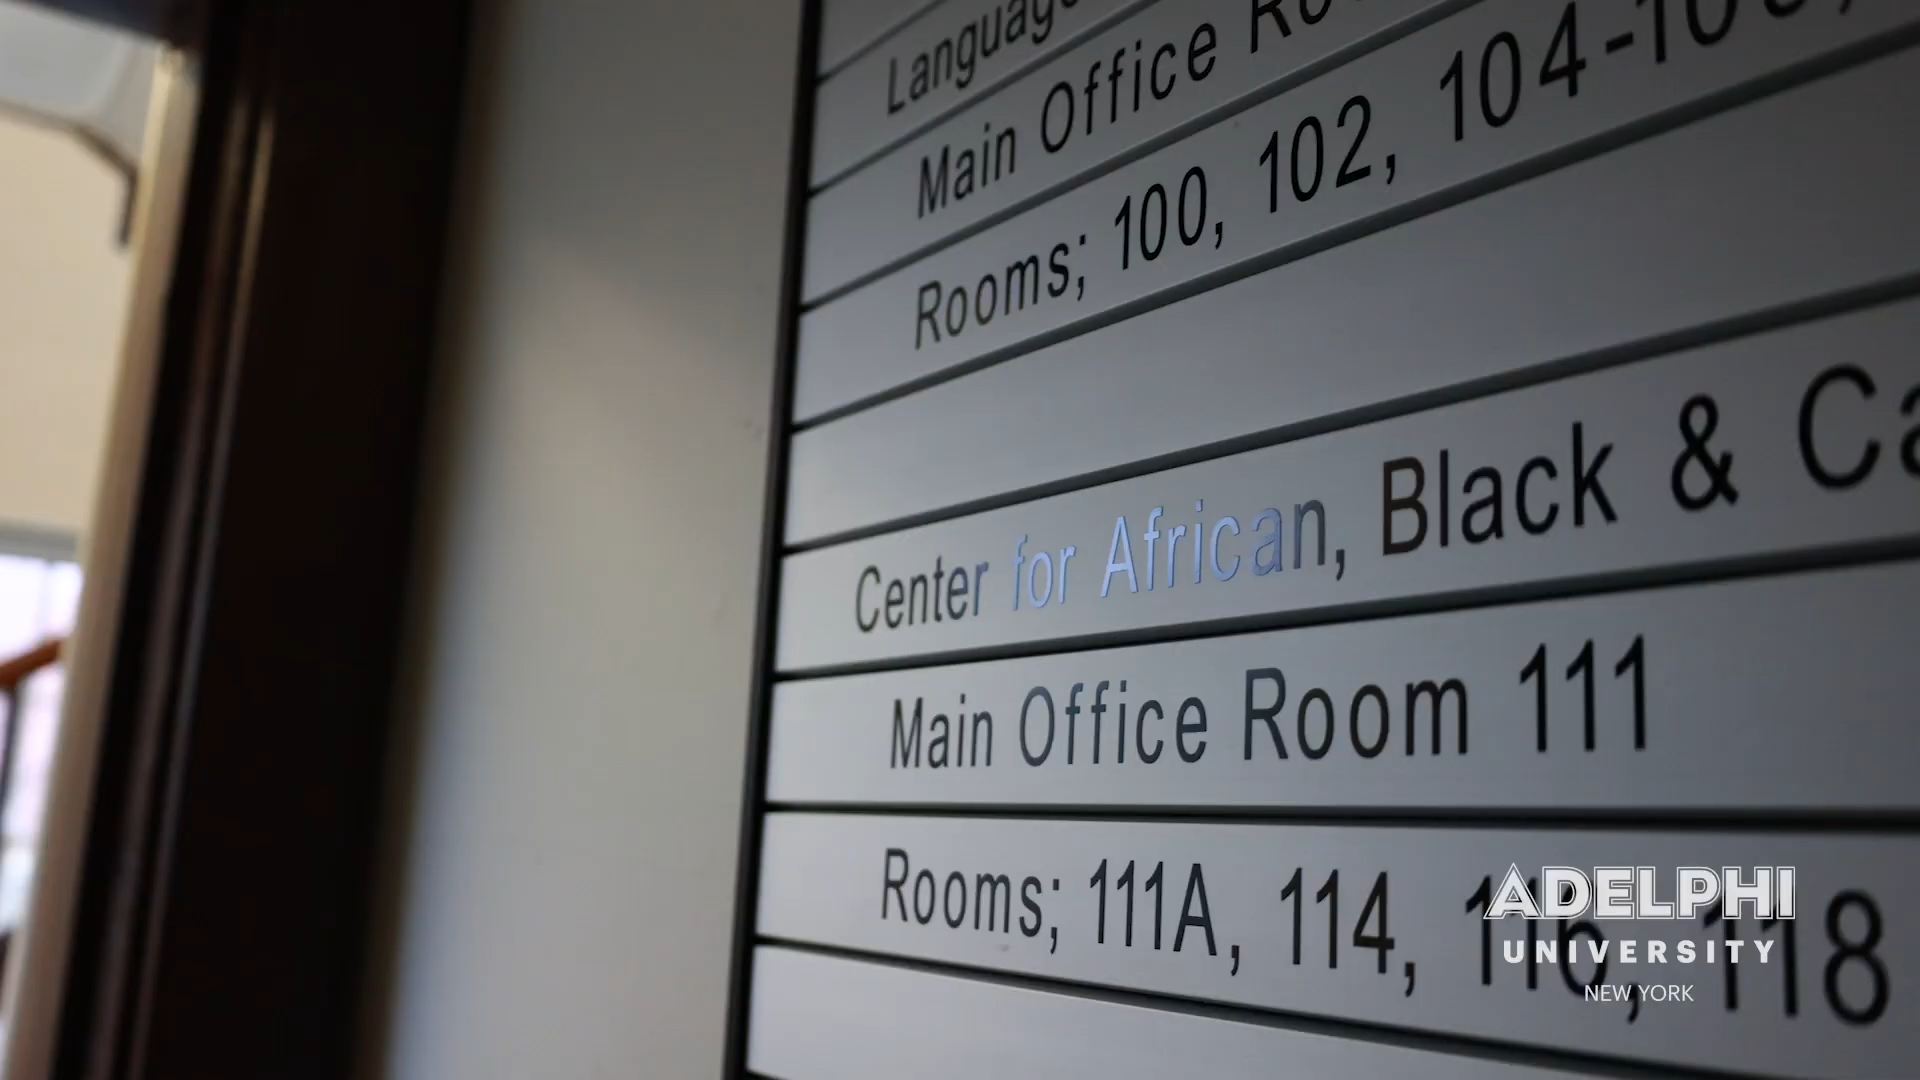 Main Office
Rooms; 100, 102,
Center for African, Black &
Main Office Room 111
Rooms; 111A, 114, 116, 118
ADELPHI
UNIVERSITY
NEW YORK